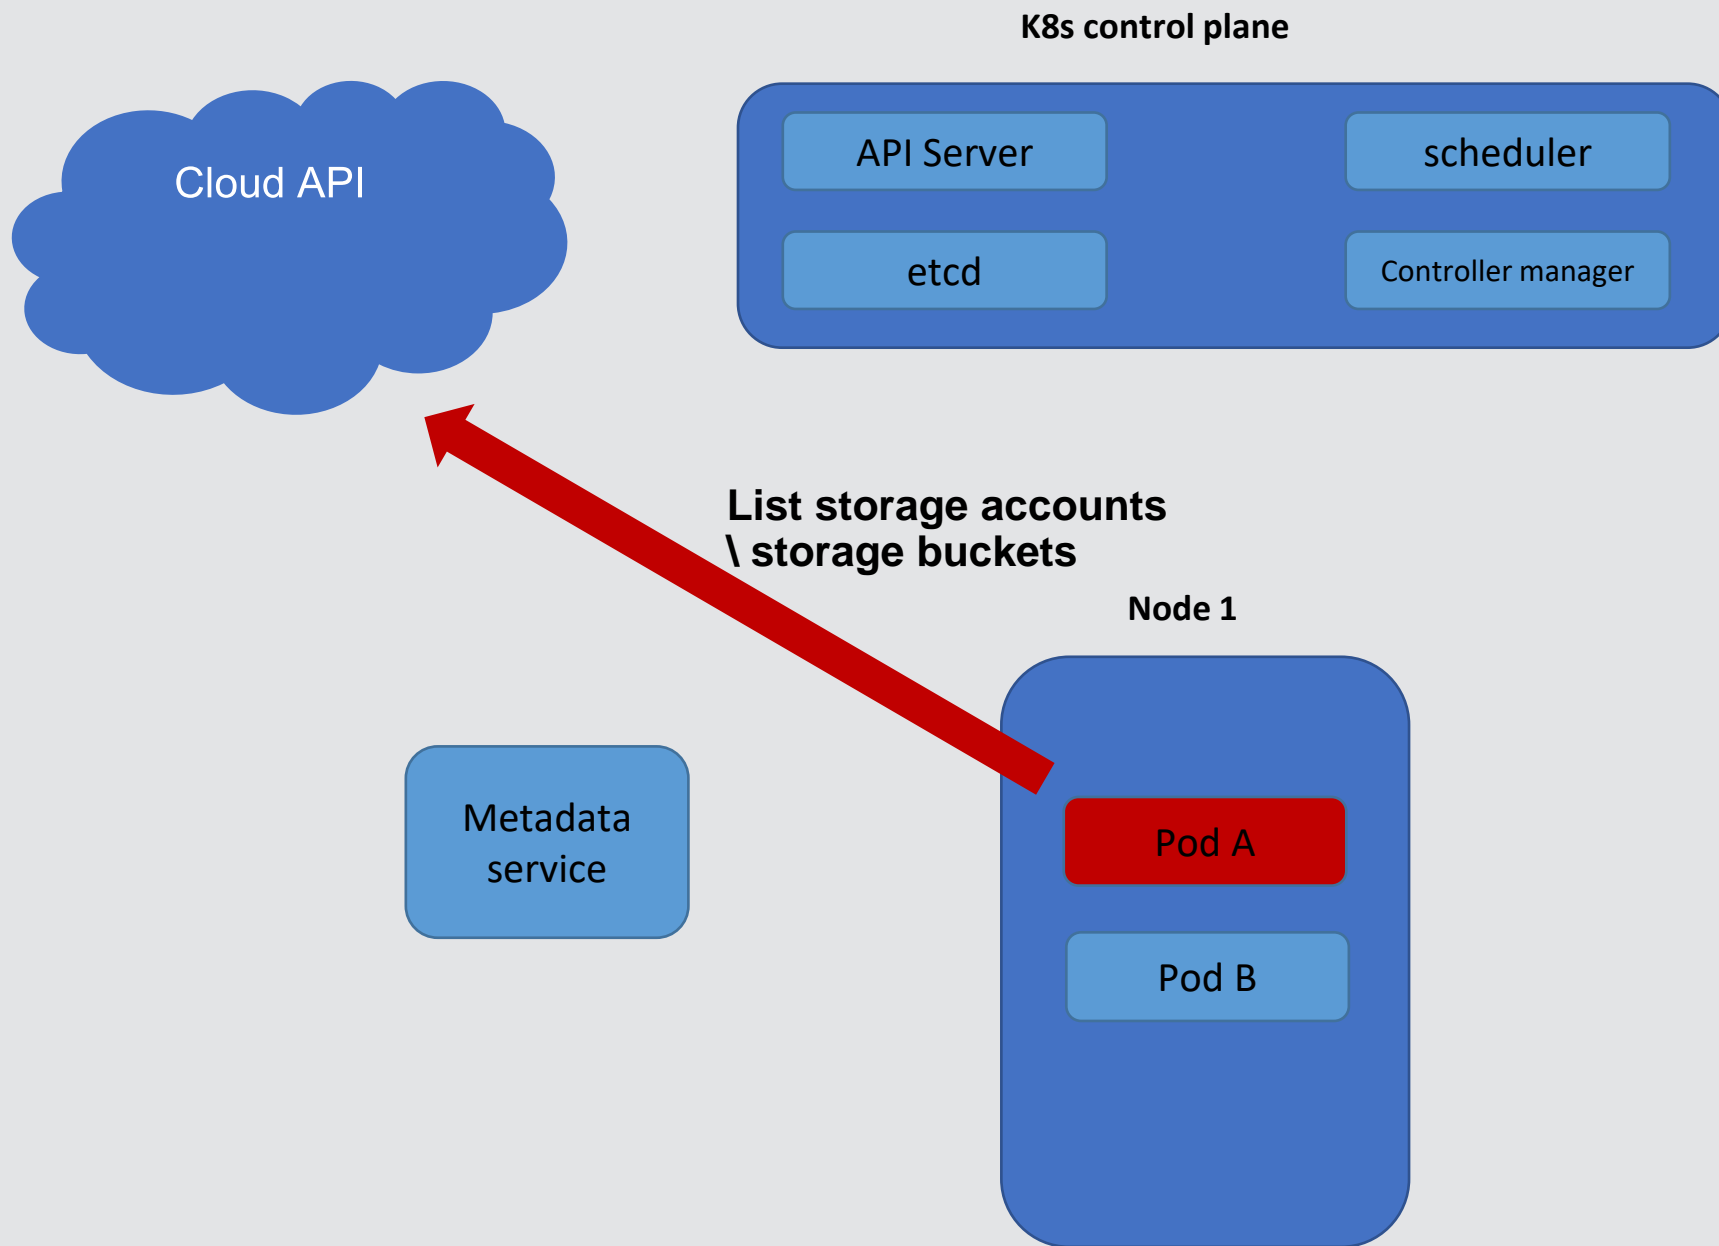 K8s control plane
Cloud API
API Server
scheduler
etcd
Controller manager
List storage accounts
\ storage buckets
Node 1
Metadata
service
Pod A
Pod B